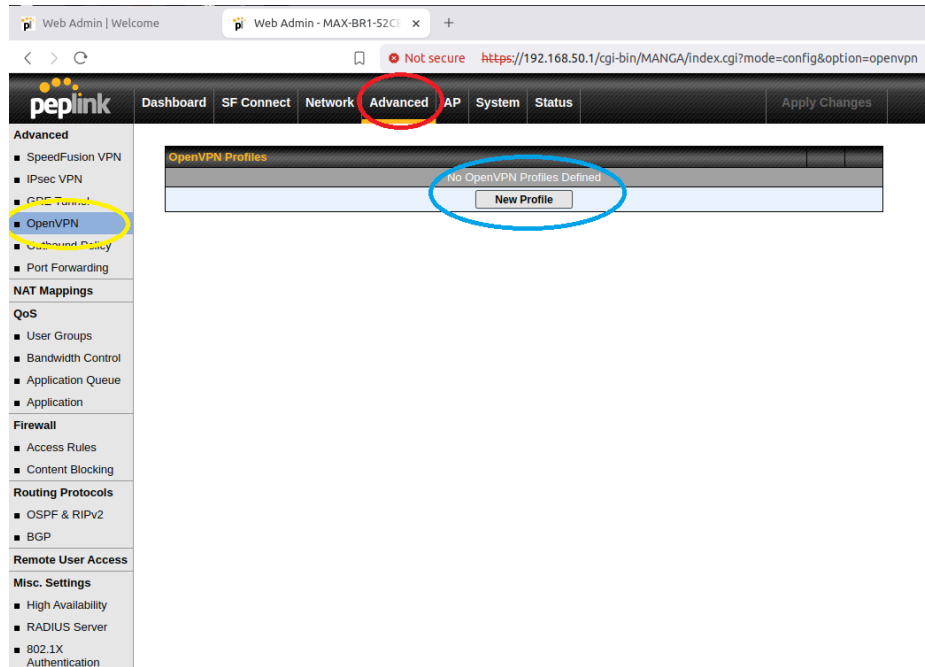 Web Admin | Welcome
Web Admin - MAX-BR1-52CE
Not secure https://192.168.50.1/cgi-bin/MANGA/index.cgi?mode=config&option=openvpn
peplink
Dashboard SF Connect Network Advanced AP System Status Apply Changes
Advanced
SpeedFusion VPN
IPsec VPN
GRE Tunnel
OpenVPN
Outbound Policy
Port Forwarding
NAT Mappings
QoS
User Groups
Bandwidth Control
Application Queue
Application
Firewall
Access Rules
Content Blocking
Routing Protocols
OSPF & RIPv2
BGP
Remote User Access
Misc. Settings
High Availability
RADIUS Server
802.1X
Authentication
OpenVPN Profiles
No OpenVPN Profiles Defined
New Profile